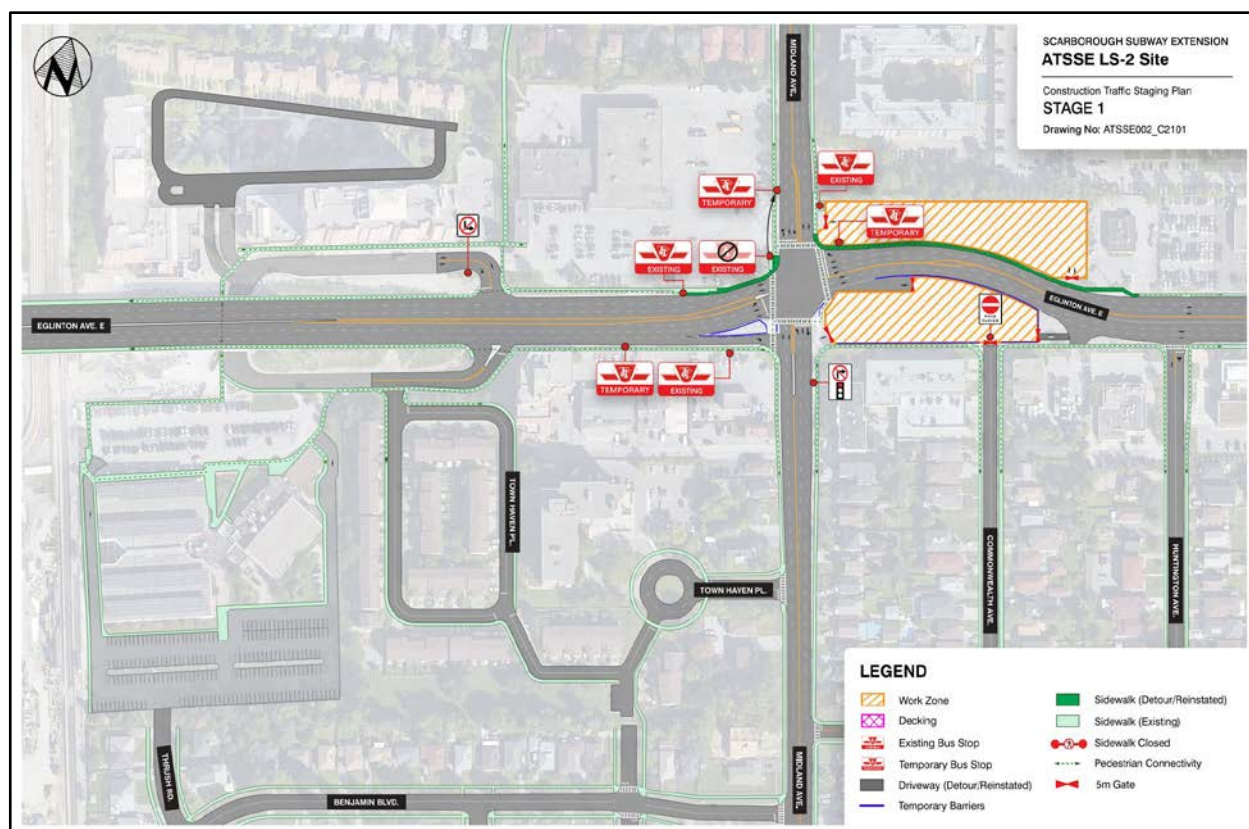 SCARBOROUGH SUBWAY EXTENSION
ATSSE LS-2 Site
Construction Traffic Staging Plan
STAGE 1
Drawing No: ATSSE002_C2101
N
MIDLAND AVE.
EXISTING
TEMPORARY
TEMPORARY
EXISTING
EXISTING
EGLINTON AVE. E
EGLINTON AVE. E
TEMPORARY
EXISTING
TOWN HAVEN PL.
TOWN HAVEN PL.
COMMONWEALTH AVE.
HUNTINGTON AVE.
MIDLAND AVE.
THRUSH RD.
BENJAMIN BLVD.
LEGEND
Work Zone
Decking
Existing Bus Stop
Temporary Bus Stop
Driveway (Detour/Reinstated)
Temporary Barriers
Sidewalk (Detour/Reinstated)
Sidewalk (Existing)
Sidewalk Closed
Pedestrian Connectivity
5m Gate